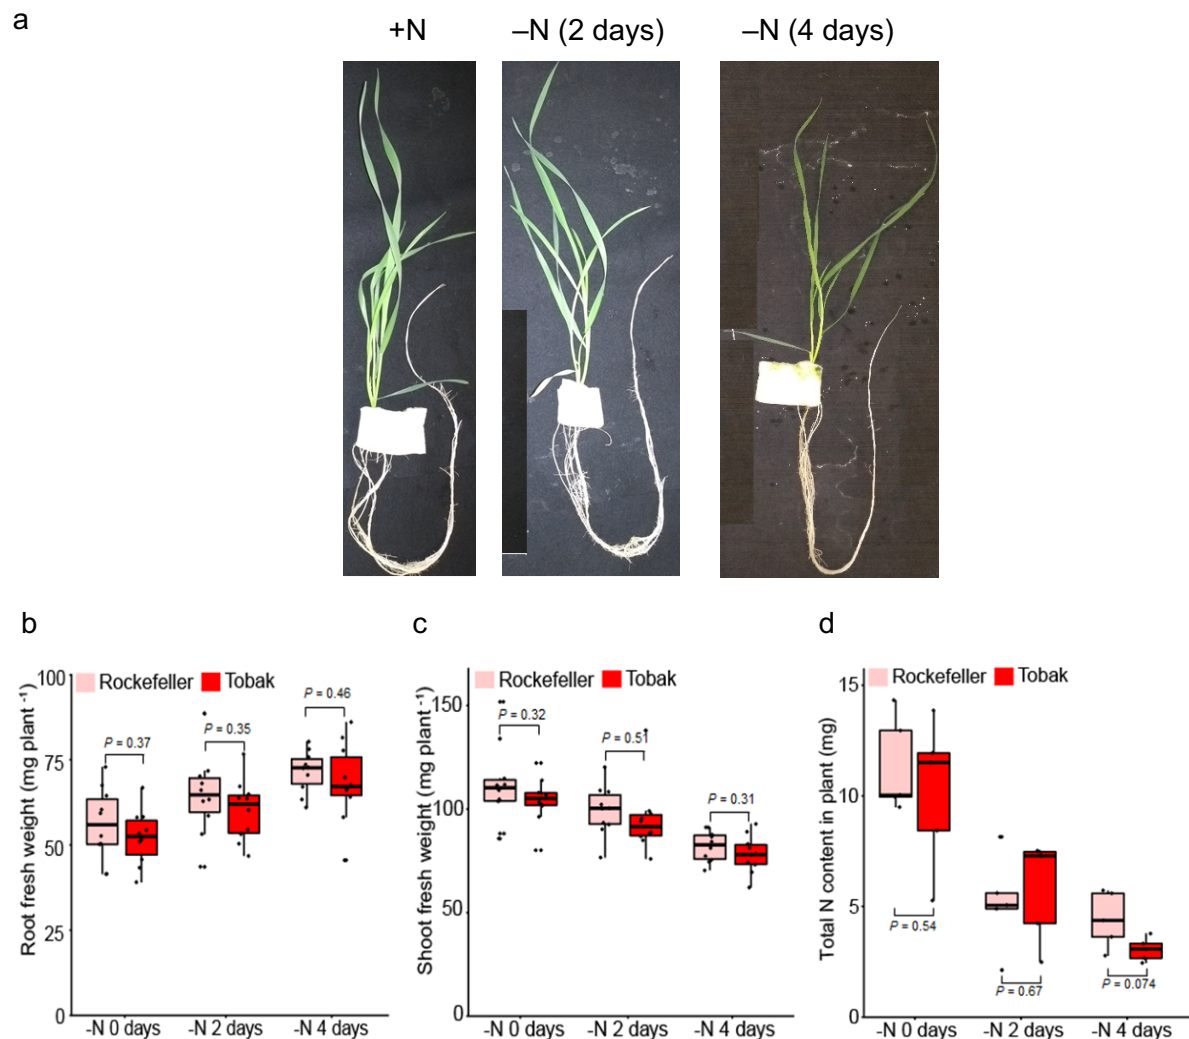 a
+N –N (2 days) –N (4 days)
b
Rockefeller Tobak
Root fresh weight (mg plant -1)
100
75
50
25
0
P = 0.37
P = 0.35
P = 0.46
-N 0 days -N 2 days -N 4 days
c
Rockefeller Tobak
Shoot fresh weight (mg plant -1)
150
100
50
0
P = 0.32
P = 0.51
P = 0.31
-N 0 days -N 2 days -N 4 days
d
Rockefeller Tobak
Total N content in plant (mg)
15
10
5
0
P = 0.54
P = 0.67
P = 0.074
-N 0 days -N 2 days -N 4 days